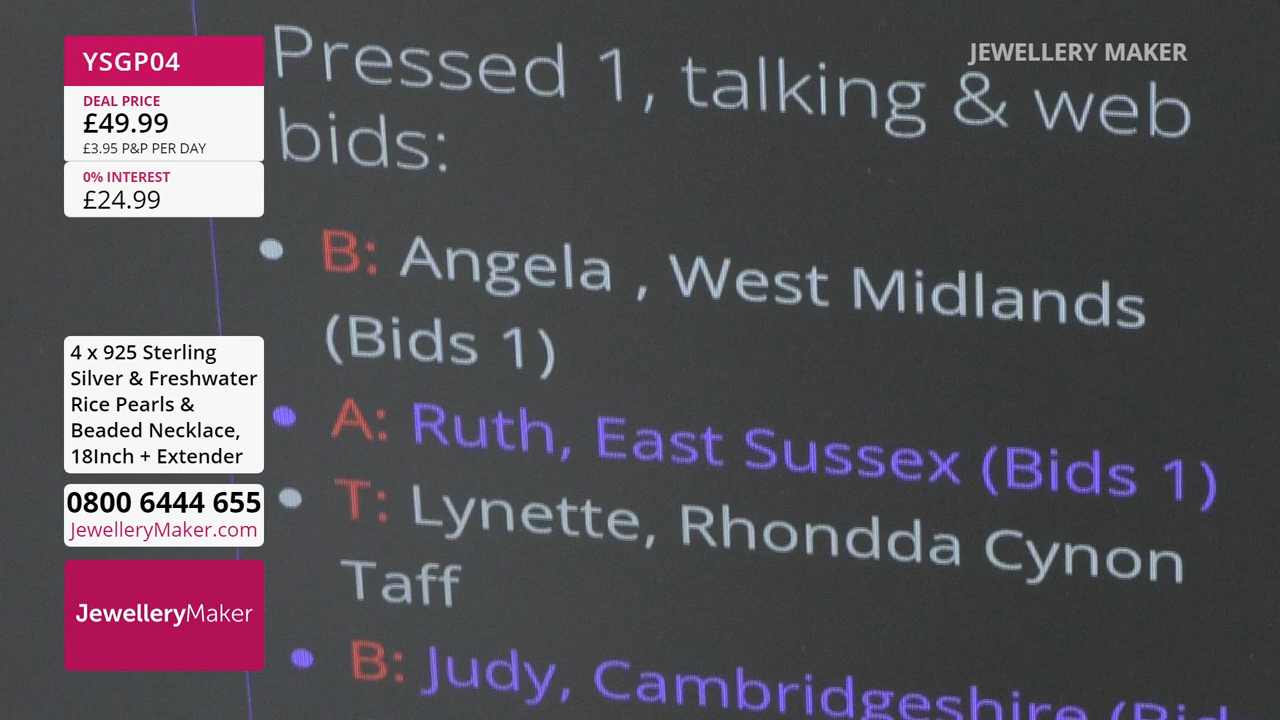 YSGP04
DEAL PRICE
£49.99
£3.95 P&P PER DAY
0% INTEREST
£24.99
4 x 925 Sterling
Silver & Freshwater
Rice Pearls &
Beaded Necklace,
18Inch + Extender
0800 6444 655
JewelleryMaker.com
JewelleryMaker
JEWELLERY MAKER
Pressed 1, talking & web
bids:
• B: Angela , West Midlands
(Bids 1)
• A: Ruth, East Sussex (Bids 1)
• T: Lynette, Rhondda Cynon
Taff
• B: Judy, Cambridgeshire (Bid